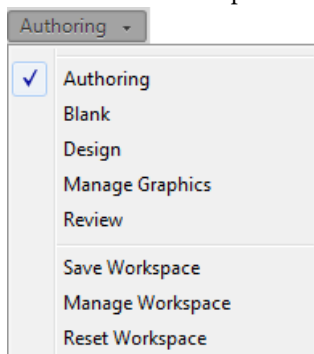 Authoring
Authoring
Blank
Design
Manage Graphics
Review
Save Workspace
Manage Workspace
Reset Workspace